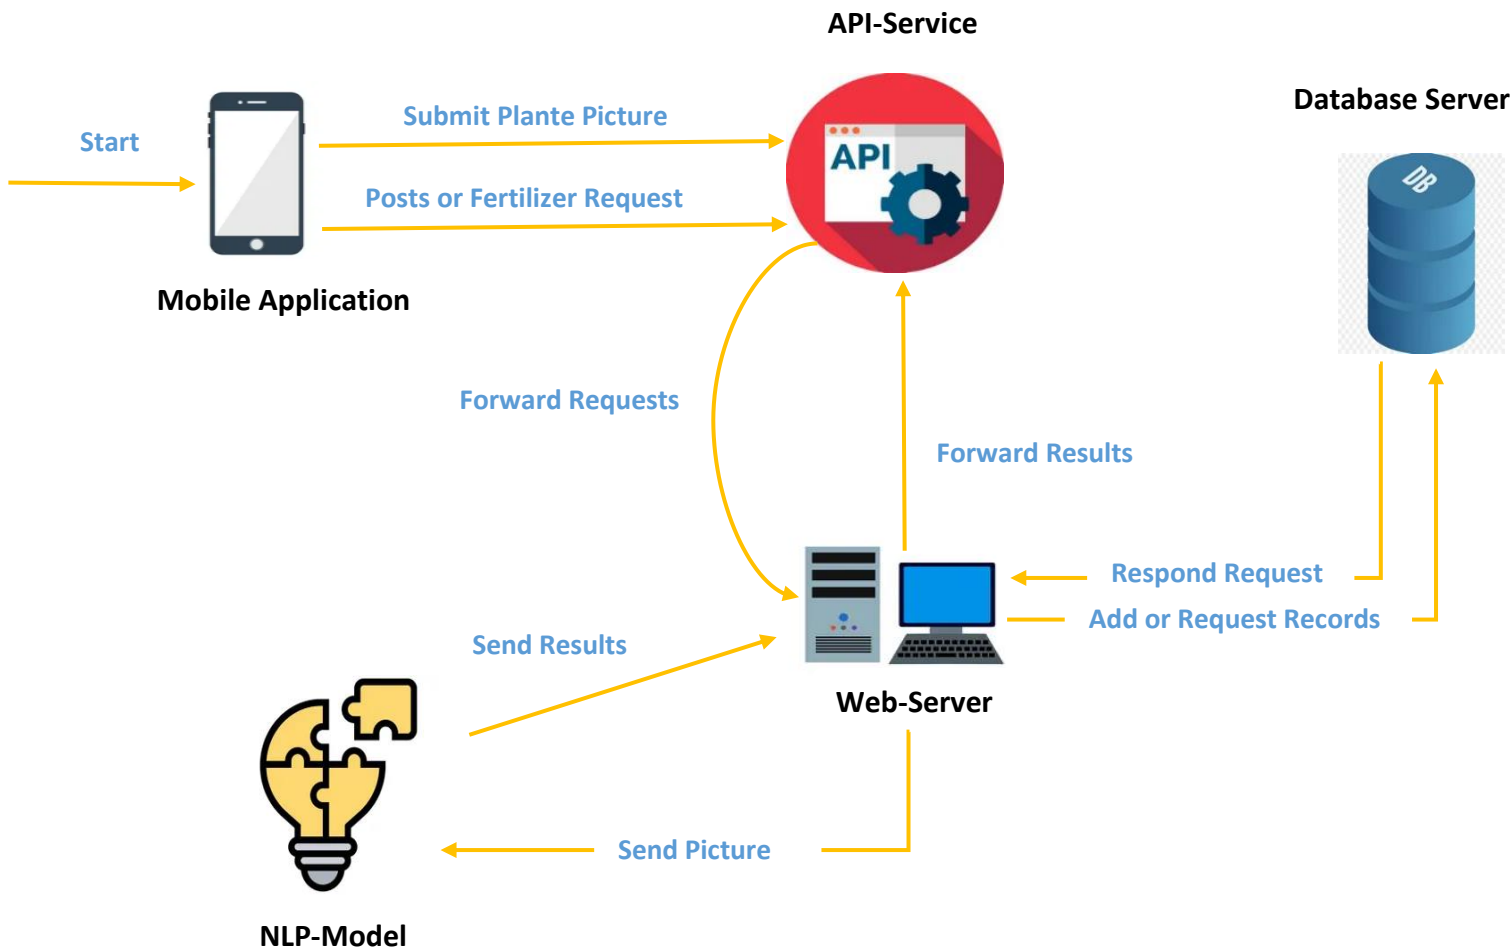 API-Service
Database Server
Start
Submit Plante Picture
API
DB
Posts or Fertilizer Request
Mobile Application
Forward Requests
Forward Results
Respond Request
Add or Request Records
Send Results
Web-Server
Send Picture
NLP-Model